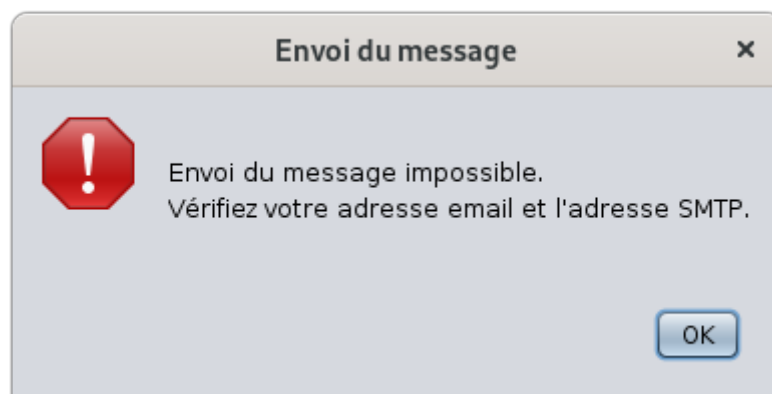 Envoi du message
Envoi du message impossible.
Vérifiez votre adresse email et l'adresse SMTP.
OK